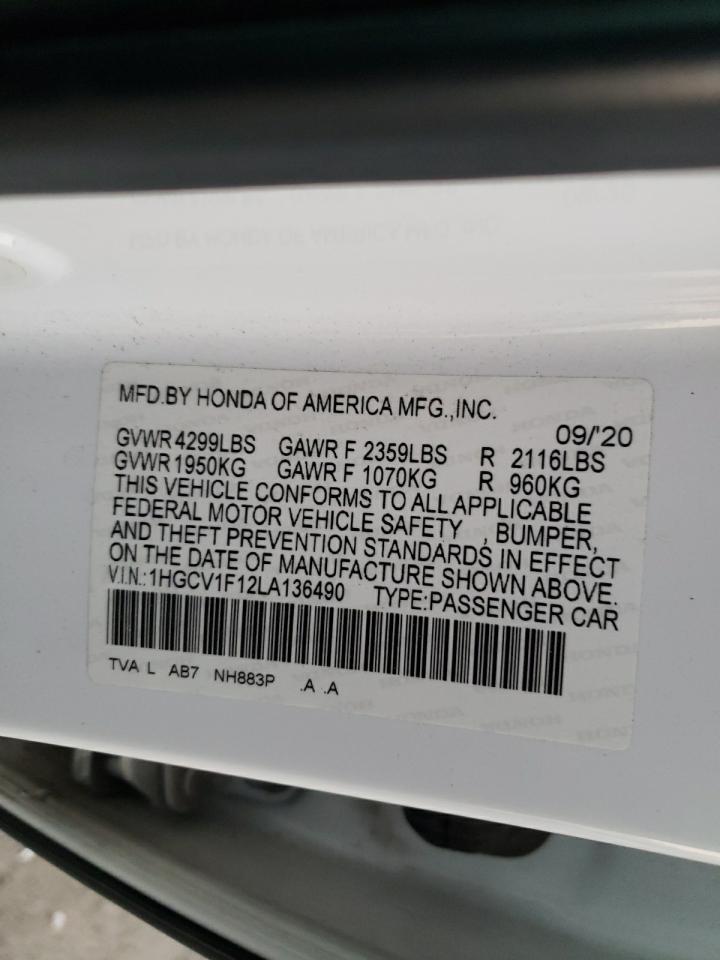 MFD.BY HONDA OF AMERICA MFG.,INC.
09/'20
GVWR 4299LBS GAWR F 2359LBS R 2116LBS
GVWR 1950KG GAWR F 1070KG R 960KG
THIS VEHICLE CONFORMS TO ALL APPLICABLE
FEDERAL MOTOR VEHICLE SAFETY , BUMPER,
AND THEFT PREVENTION STANDARDS IN EFFECT
ON THE DATE OF MANUFACTURE SHOWN ABOVE.
V.I.N.:1HGCV1F12LA136490 TYPE:PASSENGER CAR
TVA L AB7 NH883P .A .A